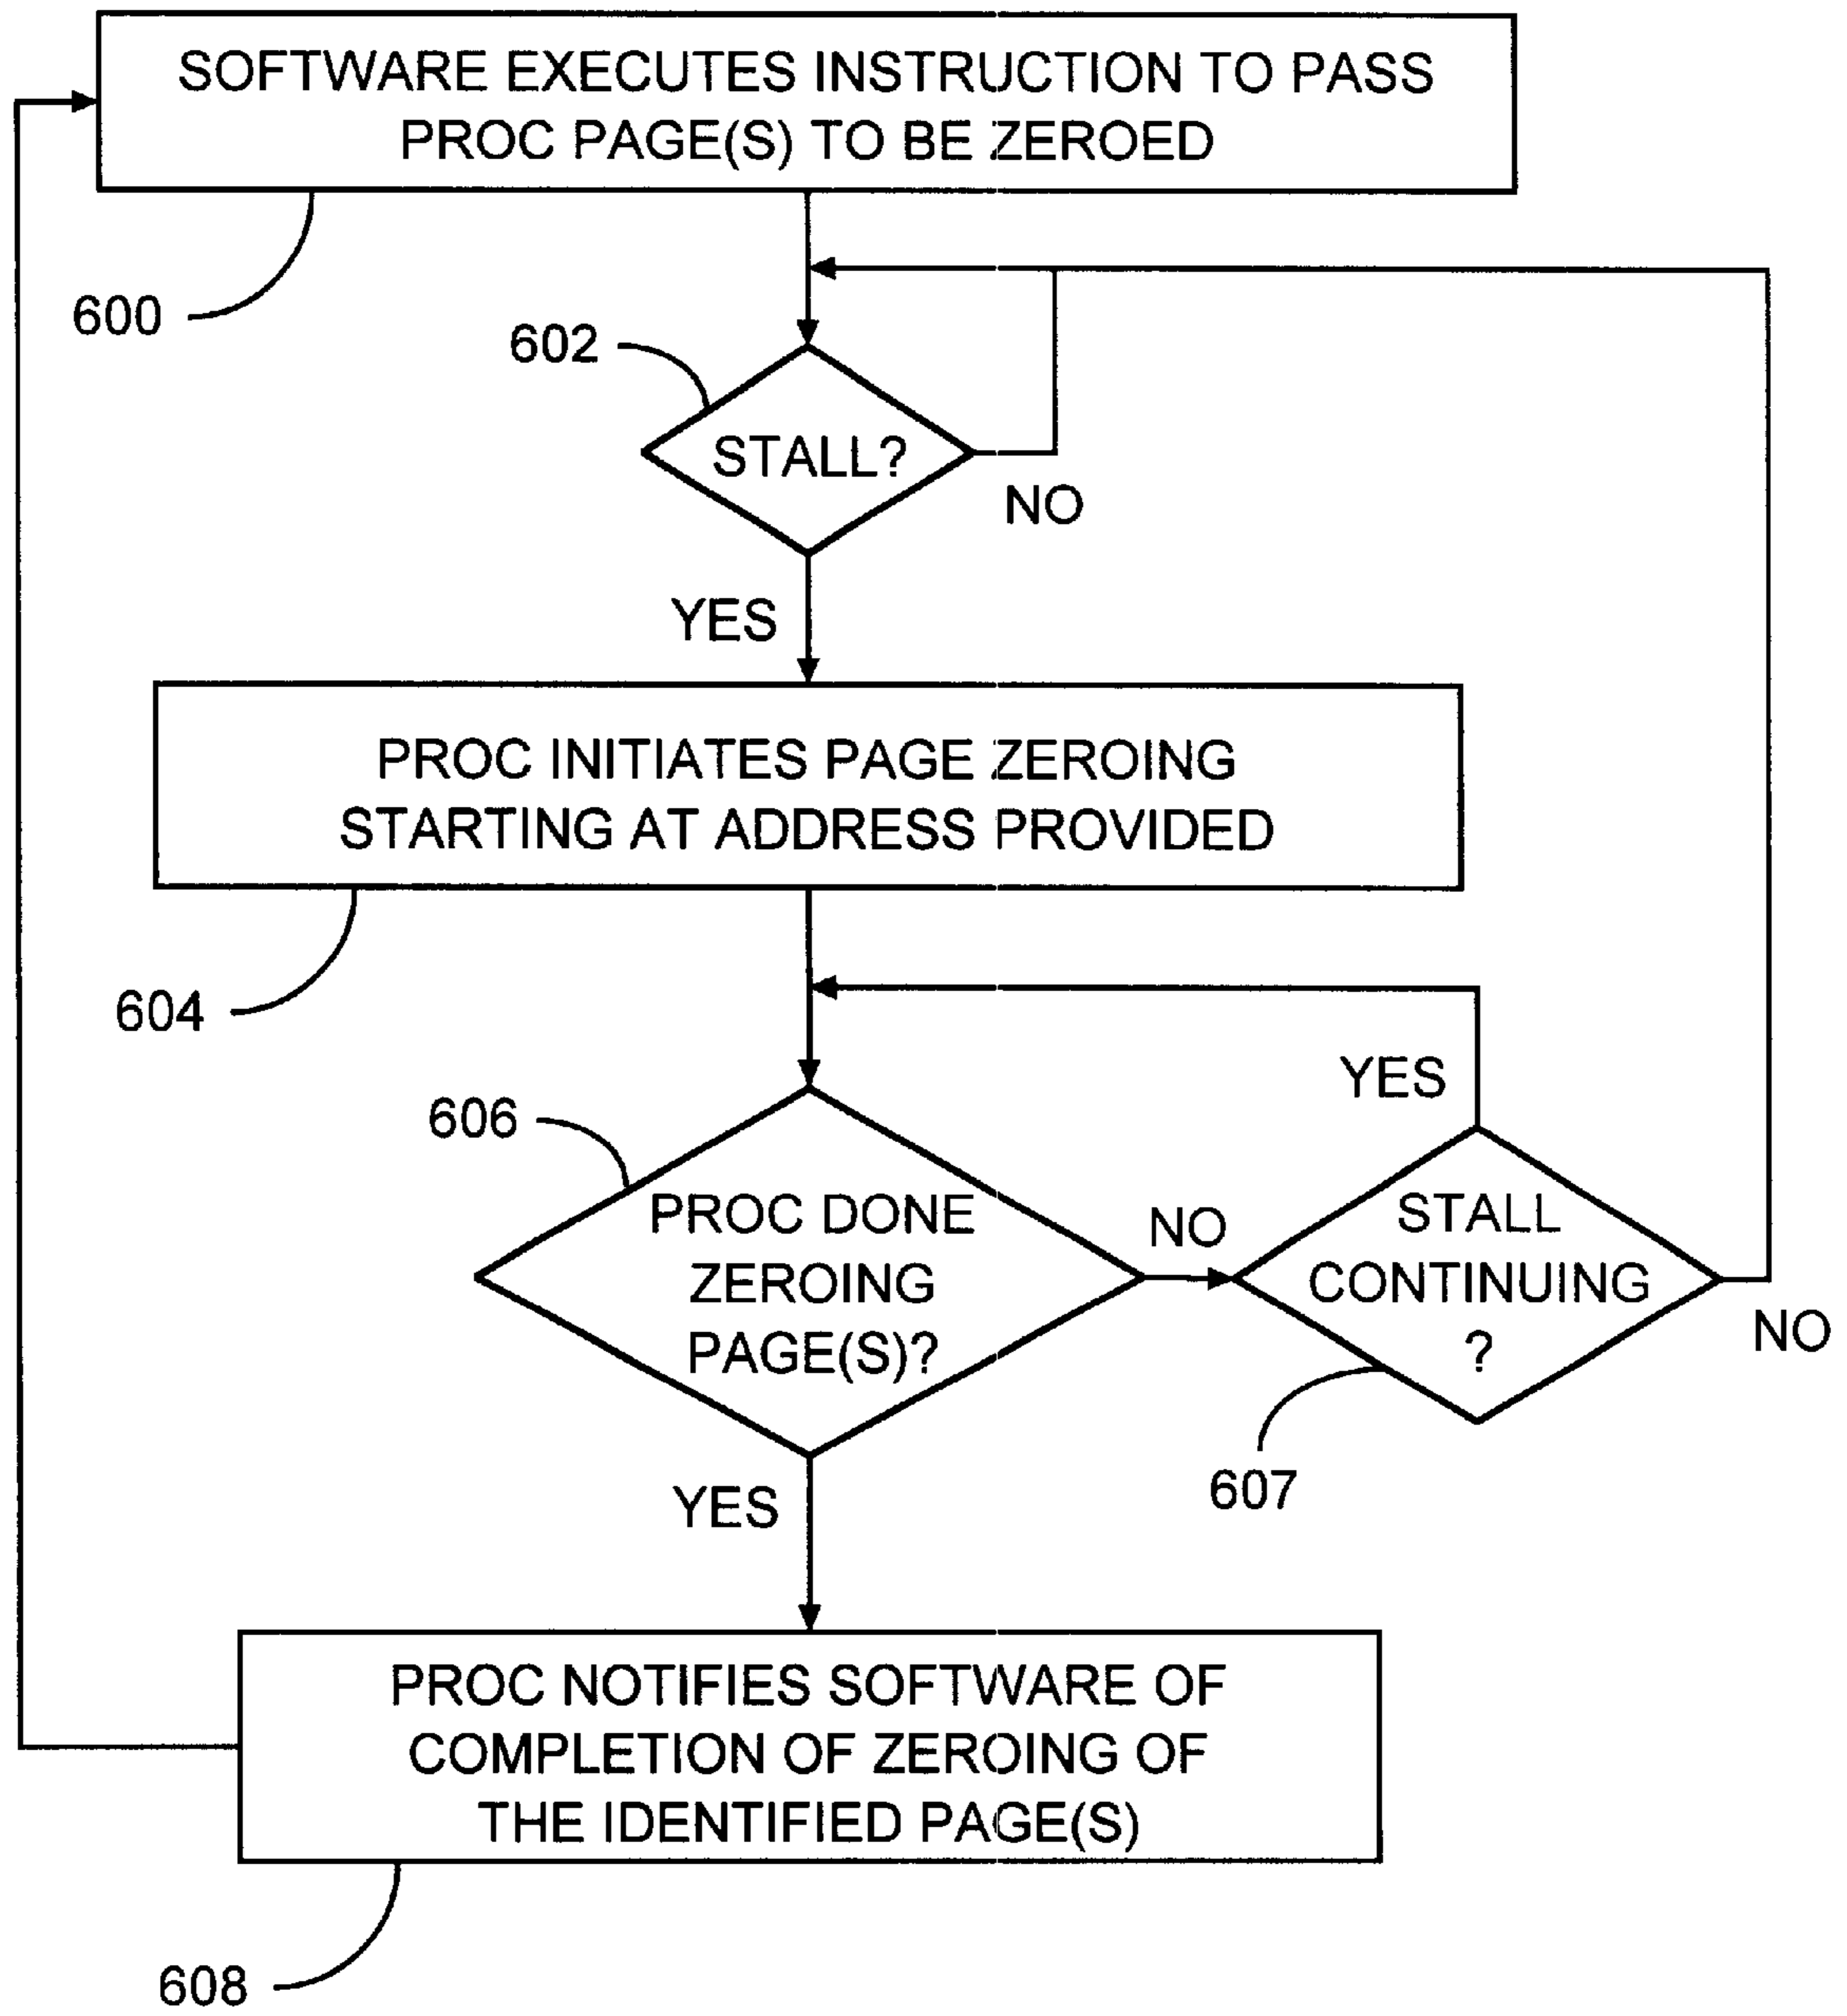 SOFTWARE EXECUTES INSTRUCTION TO PASS
PROC PAGE(S) TO BE ZEROED
600
602
STALL?
NO
YES
PROC INITIATES PAGE ZEROING
STARTING AT ADDRESS PROVIDED
604
YES
606
PROC DONE
ZEROING
PAGE(S)?
NO
STALL
CONTINUING
?
NO
607
YES
PROC NOTIFIES SOFTWARE OF
COMPLETION OF ZEROING OF
THE IDENTIFIED PAGE(S)
608